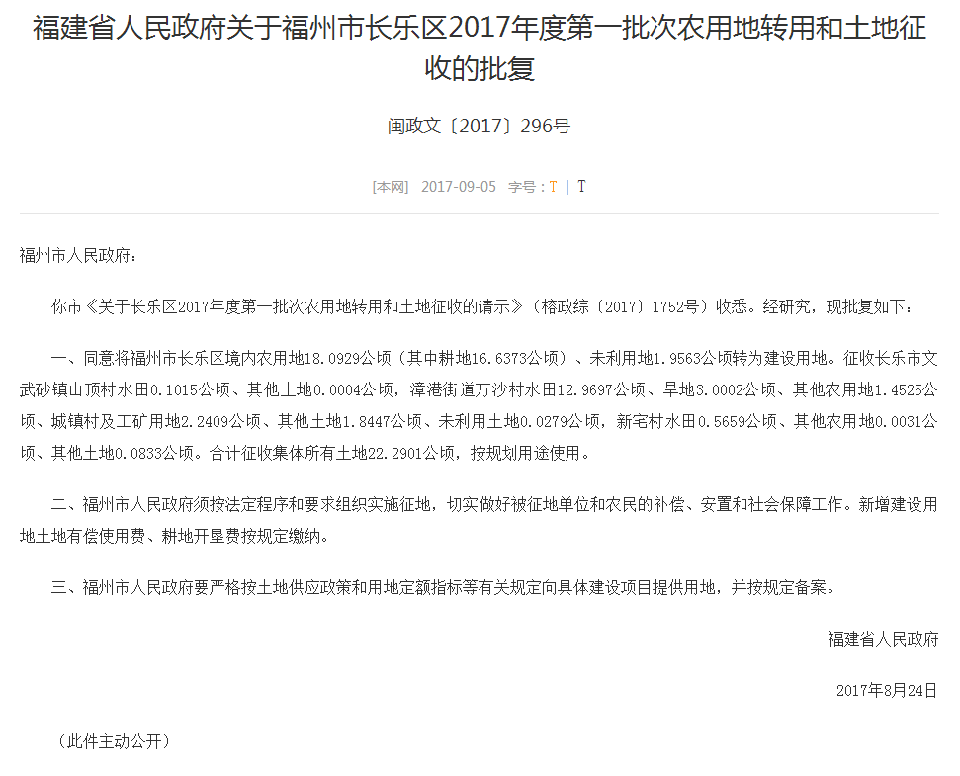 福建省人民政府关于福州市长乐区2017年度第一批次农用地转用和土地征
收的批复
闽政文〔2017〕296号
[本网] 2017-09-05 字号：T | T
福州市人民政府：
你市《关于长乐区2017年度第一批次农用地转用和土地征收的请示》（榕政综〔2017〕1752号）收悉。经研究，现批复如下：
一、同意将福州市长乐区境内农用地18.0929公顷（其中耕地16.6373公顷）、未利用地1.9563公顷转为建设用地。征收长乐市文
武砂镇山顶村水田0.1015公顷、其他土地0.0004公顷，漳港街道万沙村水田12.9697公顷、旱地3.0002公顷、其他农用地1.4525公
顷、城镇村及工矿用地2.2409公顷、其他土地1.8447公顷、未利用土地0.0279公顷，新宅村水田0.5659公顷、其他农用地0.0031公
顷、其他土地0.0833公顷。合计征收集体所有土地22.2901公顷，按规划用途使用。
二、福州市人民政府须按法定程序和要求组织实施征地，切实做好被征地单位和农民的补偿、安置和社会保障工作。新增建设用
地土地有偿使用费、耕地开垦费按规定缴纳。
三、福州市人民政府要严格按土地供应政策和用地定额指标等有关规定向具体建设项目提供用地，并按规定备案。
福建省人民政府
2017年8月24日
（此件主动公开）